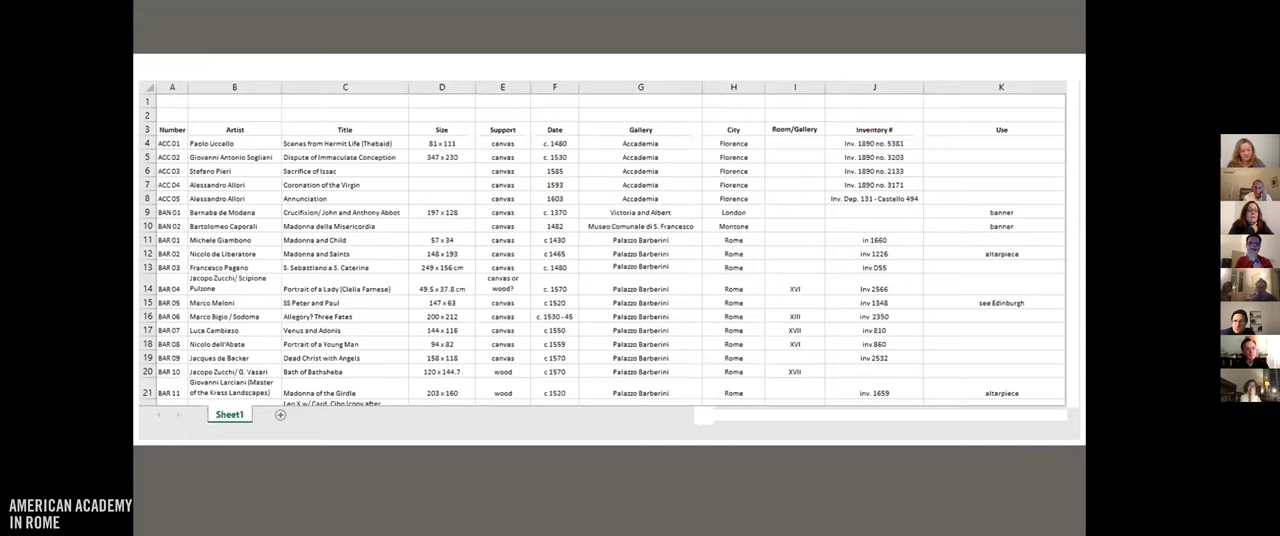 A B C D E F G H I J K
1
2
3 Number Artist Title Size Support Date Gallery City Room/Gallery Inventory # Use
4 ACC 01 Paolo Uccello Scenes from Hermit Life (Thebaid) 81 x 111 canvas c. 1480 Accademia Florence Inv. 1890 no. 5381
5 ACC 02 Giovanni Antonio Sogliani Dispute of Immaculate Conception 347 x 230 canvas c. 1530 Accademia Florence Inv. 1890 no. 3203
6 ACC 03 Stefano Pieri Sacrifice of Issac canvas 1585 Accademia Florence Inv. 1890 no. 2133
7 ACC 04 Alessandro Allori Coronation of the Virgin canvas 1593 Accademia Florence Inv. 1890 no. 3171
8 ACC 05 Alessandro Allori Annunciation canvas 1603 Accademia Florence Inv. Dep. 131 - Castello 494
9 BAN 01 Barnaba de Modena Crucifixion/ John and Anthony Abbot 197 x 128 canvas c. 1370 Victoria and Albert London banner
10 BAN 02 Bartolomeo Caporali Madonna della Misericordia canvas 1482 Museo Comunale di S. Francesco Montone banner
11 BAR 01 Michele Giambono Madonna and Child 57 x 34 canvas c 1430 Palazzo Barberini Rome in 1660
12 BAR 02 Nicolo de Liberatore Madonna and Saints 148 x 193 canvas c 1465 Palazzo Barberini Rome inv 1226 altarpiece
13 BAR 03 Francesco Pagano S. Sebastiano e S. Caterina 249 x 156 cm canvas c. 1480 Palazzo Barberini Rome Inv D55
Jacopo Zucchi/ Scipione canvas or
14 BAR 04 Pulzone Portrait of a Lady (Clelia Farnese) 49.5 x 37.8 cm wood? c. 1570 Palazzo Barberini Rome XVI Inv 2566
15 BAR 05 Marco Meloni SS Peter and Paul 147 x 63 canvas c 1520 Palazzo Barberini Rome inv 1348 see Edinburgh
16 BAR 06 Marco Bigio / Sodoma Allegory? Three Fates 200 x 212 canvas c. 1530 - 45 Palazzo Barberini Rome XIII inv 2350
17 BAR 07 Luca Cambiaso Venus and Adonis 144 x 116 canvas c 1550 Palazzo Barberini Rome XVII inv 810
18 BAR 08 Nicolo dell'Abate Portrait of a Young Man 94 x 82 canvas c 1559 Palazzo Barberini Rome XVI inv 860
19 BAR 09 Jacques de Backer Dead Christ with Angels 158 x 118 canvas c 1570 Palazzo Barberini Rome inv 2532
20 BAR 10 Jacopo Zucchi/ G. Vasari Bath of Bathsheba 120 x 144.7 wood c 1570 Palazzo Barberini Rome XVII
Giovanni Larciani (Master
21 BAR 11 of the Kress Landscapes) Madonna of the Girdle 203 x 160 wood c 1520 Palazzo Barberini Rome inv. 1659 altarpiece
Leo X w/ Card. Cibo (copy after
Sheet1
AMERICAN ACADEMY
IN ROME